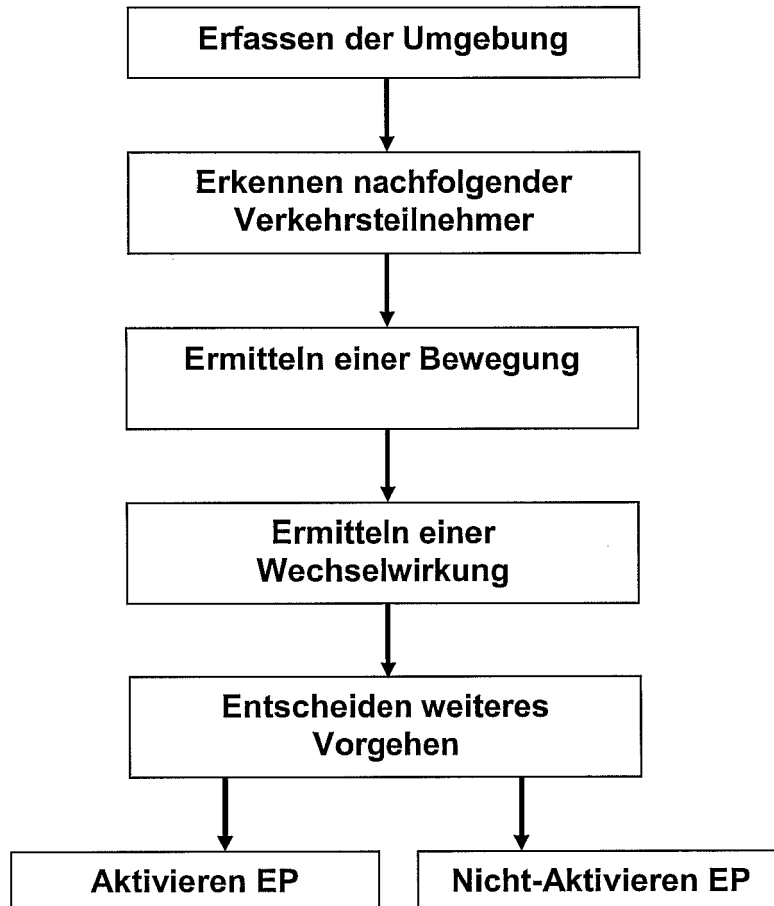 Erfassen der Umgebung
Erkennen nachfolgender
Verkehrsteilnehmer
Ermitteln einer Bewegung
Ermitteln einer
Wechselwirkung
Entscheiden weiteres
Vorgehen
Aktivieren EP
Nicht-Aktivieren EP